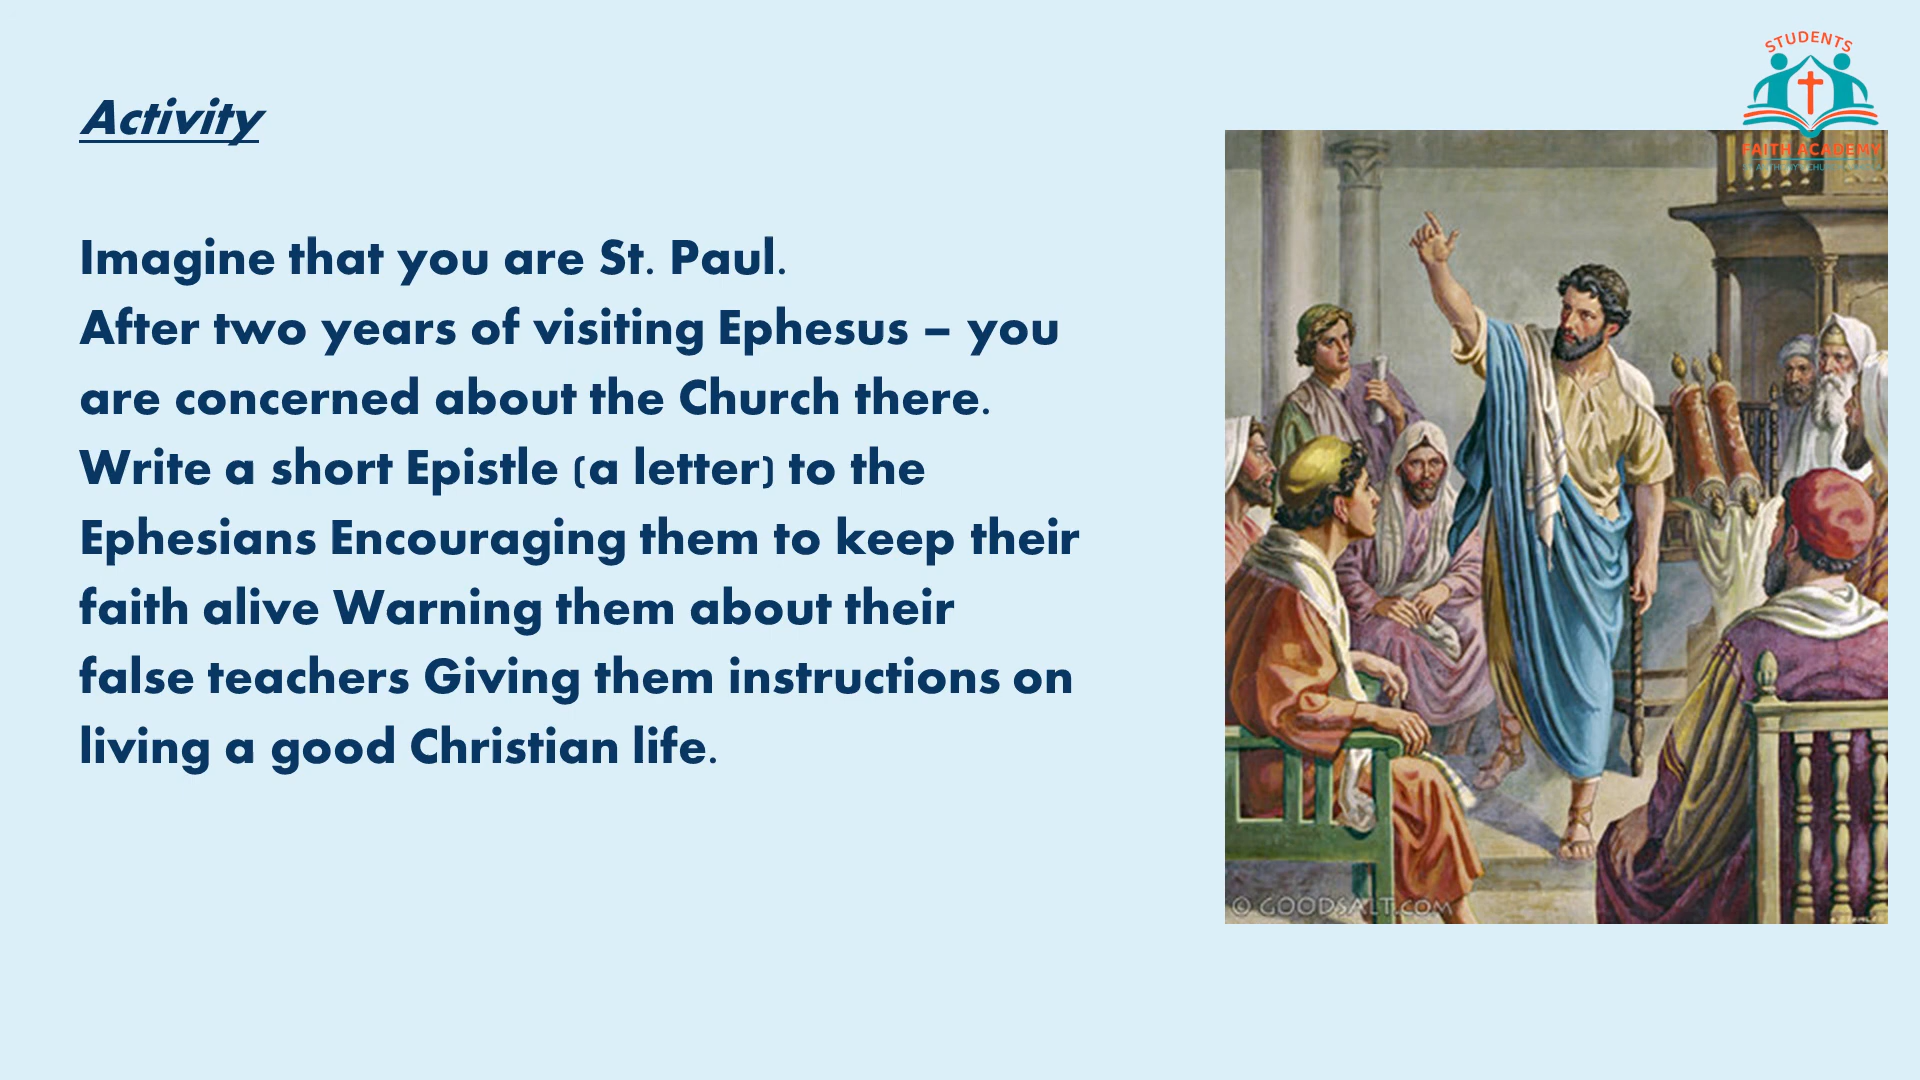 STUDENTS
FAITH ACADEMY
Activity
Imagine that you are St. Paul.
After two years of visiting Ephesus – you
are concerned about the Church there.
Write a short Epistle (a letter) to the
Ephesians Encouraging them to keep their
faith alive Warning them about their
false teachers Giving them instructions on
living a good Christian life.
© GOODSALT.COM